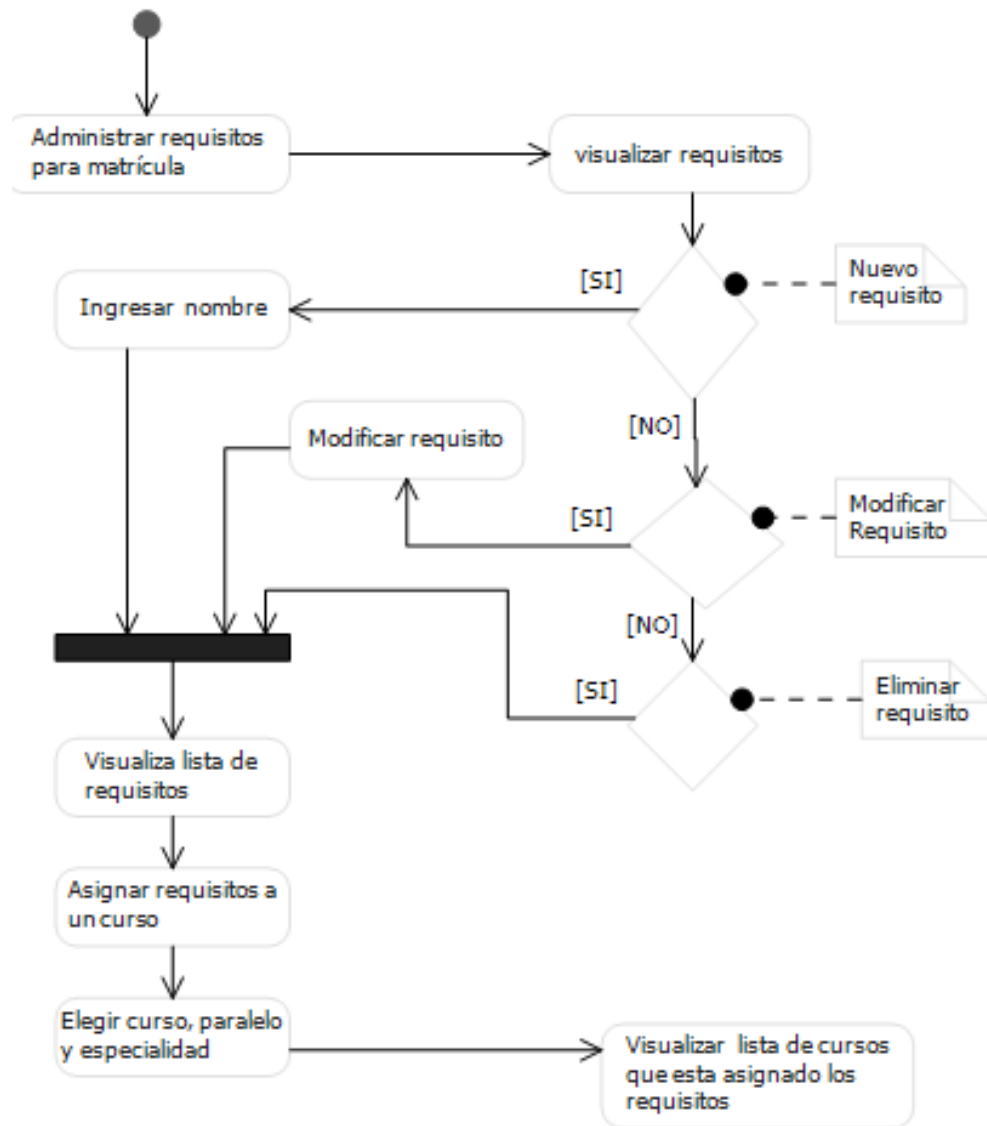 Administrar requisitos
para matrícula
visualizar requisitos
[SI]
Nuevo
requisito
Ingresar nombre
[NO]
Modificar requisito
[SI]
Modificar
Requisito
[NO]
[SI]
Eliminar
requisito
Visualiza lista de
requisitos
Asignar requisitos a
un curso
Elegir curso, paralelo
y especialidad
Visualizar lista de cursos
que esta asignado los
requisitos